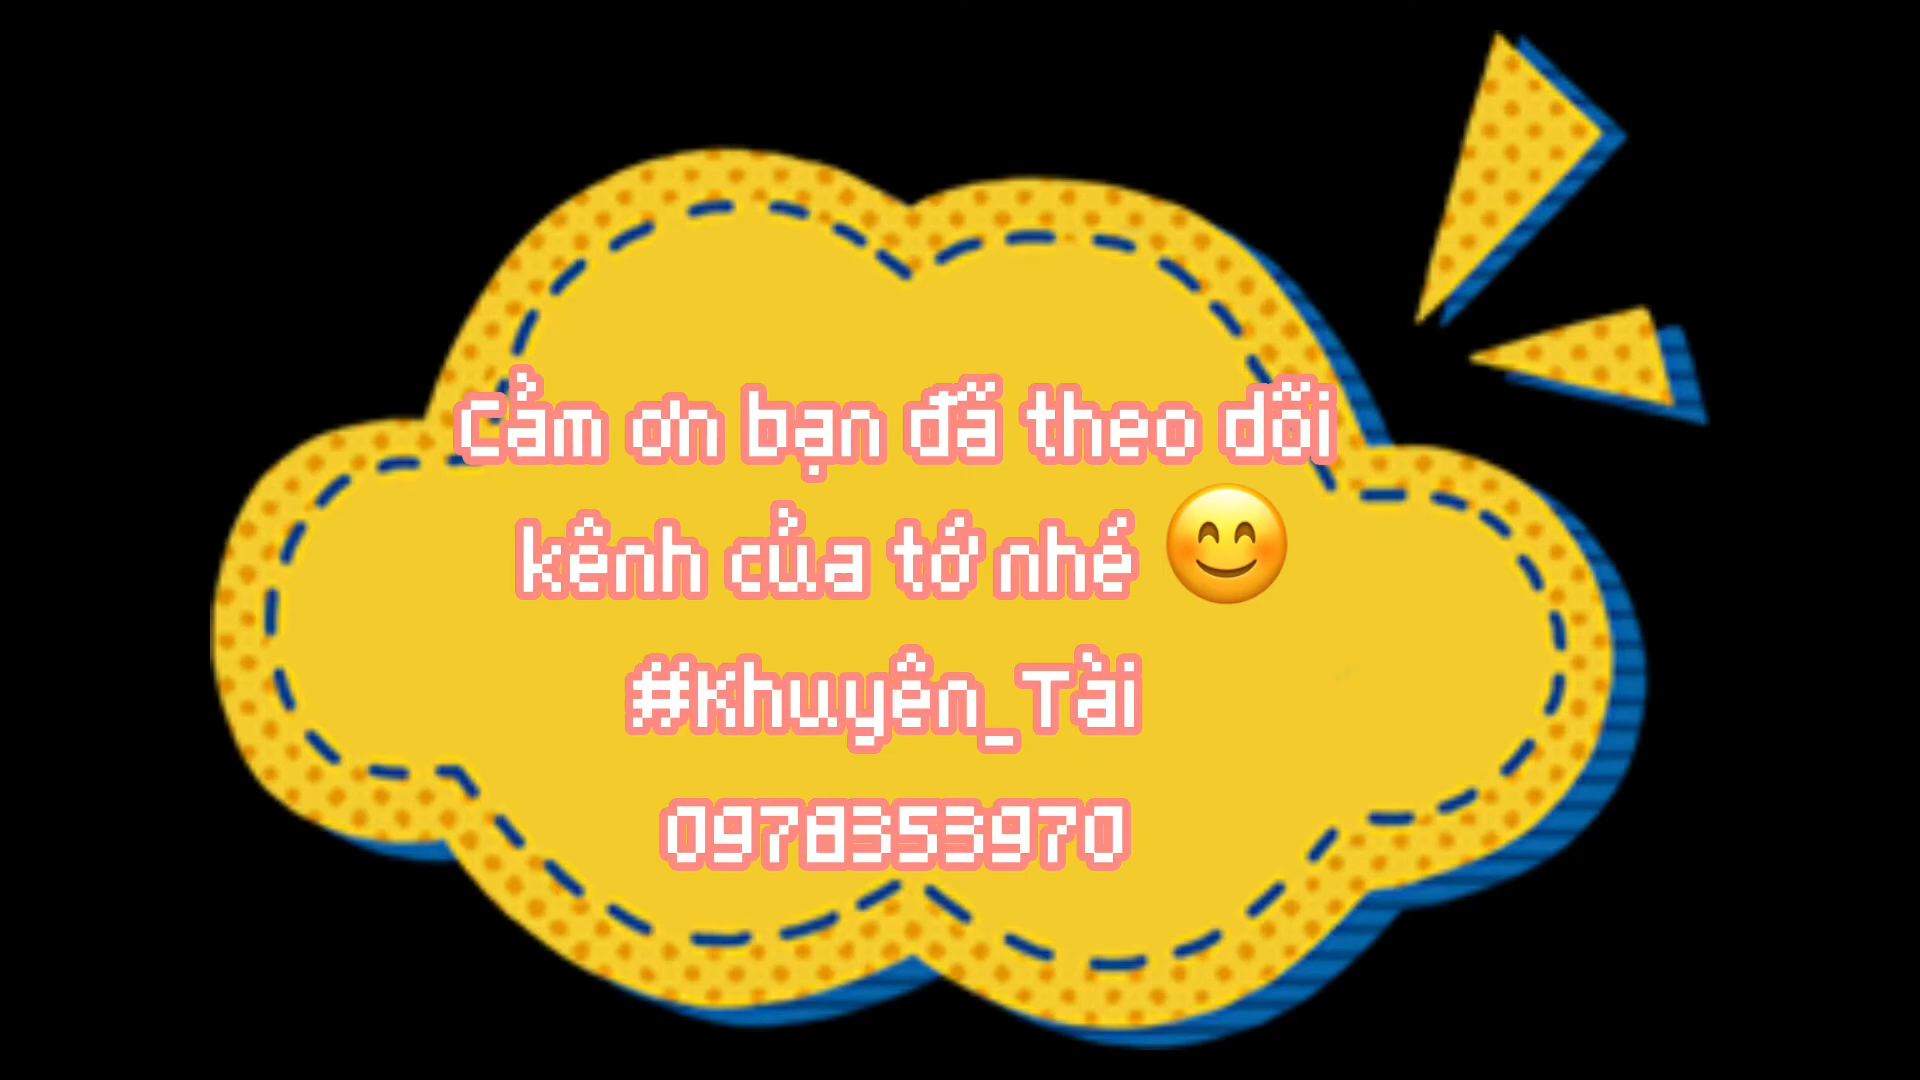 Cảm ơn bạn đã theo dõi
kênh của tớ nhé 😊
#Khuyên_Tài
0978353970